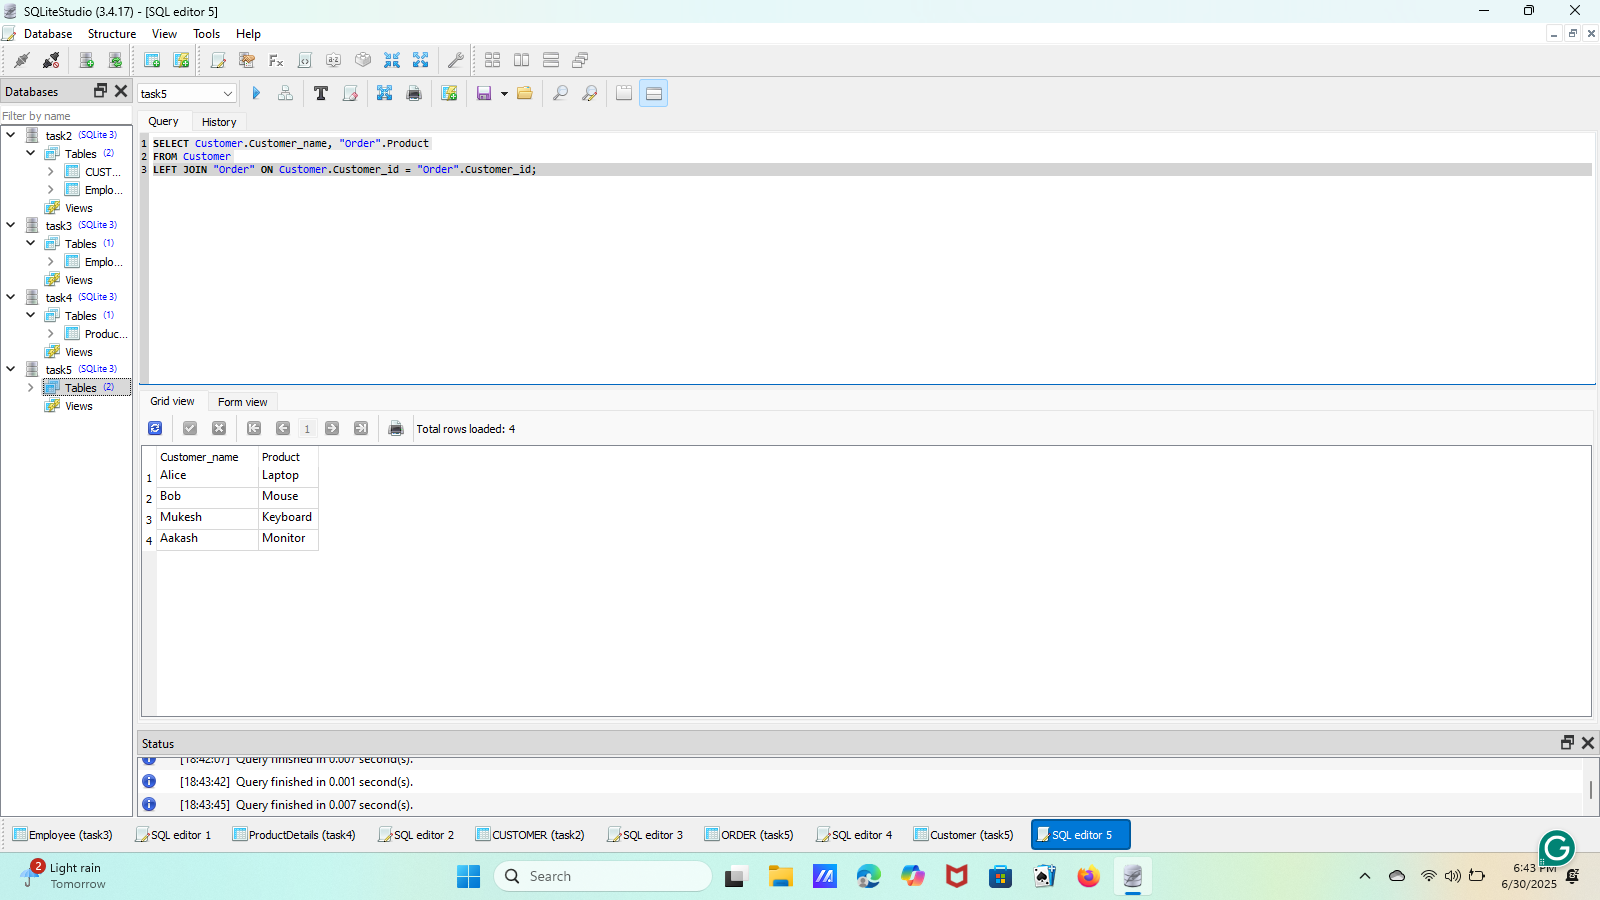 SQLiteStudio (3.4.17) - [SQL editor 5]
Database Structure View Tools Help
Databases
task5
Filter by name
Query History
task2 (SQLite 3)
Tables (2)
CUST...
Emplo...
Views
task3 (SQLite 3)
Tables (1)
Emplo...
Views
task4 (SQLite 3)
Tables (1)
Produc...
Views
task5 (SQLite 3)
Tables (2)
Views
1 SELECT Customer.Customer_name, "Order".Product
2 FROM Customer
3 LEFT JOIN "Order" ON Customer.Customer_id = "Order".Customer_id;
Grid view Form view
1 Total rows loaded: 4
Customer_name Product
1 Alice Laptop
2 Bob Mouse
3 Mukesh Keyboard
4 Aakash Monitor
Status
[18:42:07] Query finished in 0.007 second(s).
[18:43:42] Query finished in 0.001 second(s).
[18:43:45] Query finished in 0.007 second(s).
Employee (task3) SQL editor 1 ProductDetails (task4) SQL editor 2 CUSTOMER (task2) SQL editor 3 ORDER (task5) SQL editor 4 Customer (task5) SQL editor 5
2 Light rain
Tomorrow
Search
6:43 PM
6/30/2025